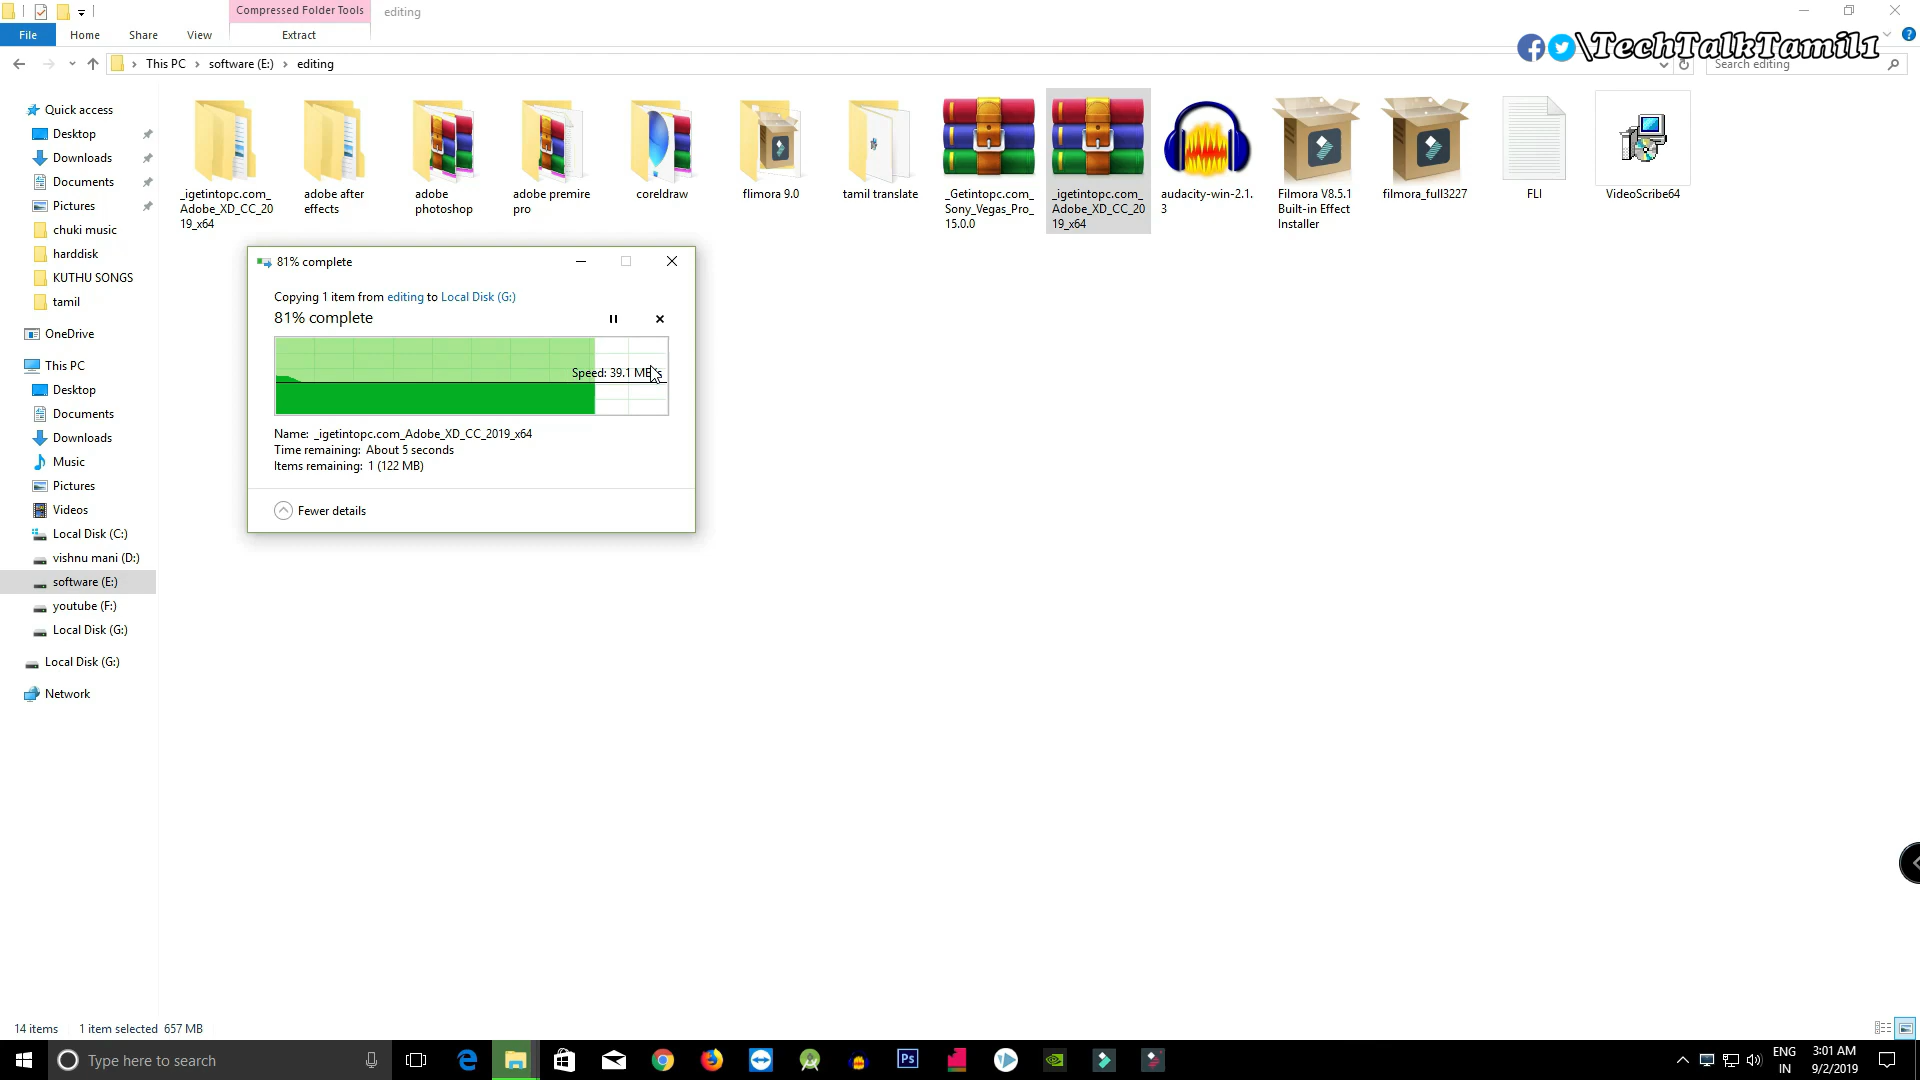 Compressed Folder Tools
editing
File
Home
Share
View
Extract
\TechTalkTamil1
This PC
software (E:)
editing
Search editing
Quick access
Desktop
Downloads
Documents
Pictures
chuki music
harddisk
KUTHU SONGS
tamil
OneDrive
This PC
Desktop
Documents
Downloads
Music
Pictures
Videos
Local Disk (C:)
vishnu mani (D:)
software (E:)
youtube (F:)
Local Disk (G:)
Local Disk (G:)
Network
_igetintopc.com_
Adobe_XD_CC_20
19_x64
adobe after
effects
adobe
photoshop
adobe premire
pro
coreldraw
flimora 9.0
tamil translate
_Getintopc.com_
Sony_Vegas_Pro_
15.0.0
_igetintopc.com_
Adobe_XD_CC_20
19_x64
audacity-win-2.1.
3
Filmora V8.5.1
Built-in Effect
Installer
filmora_full3227
FLI
VideoScribe64
81% complete
Copying 1 item from editing to Local Disk (G:)
81% complete
Speed: 39.1 MB/s
Name: _igetintopc.com_Adobe_XD_CC_2019_x64
Time remaining: About 5 seconds
Items remaining: 1 (122 MB)
Fewer details
14 items
1 item selected 657 MB
Type here to search
Ps
ENG
IN
3:01 AM
9/2/2019